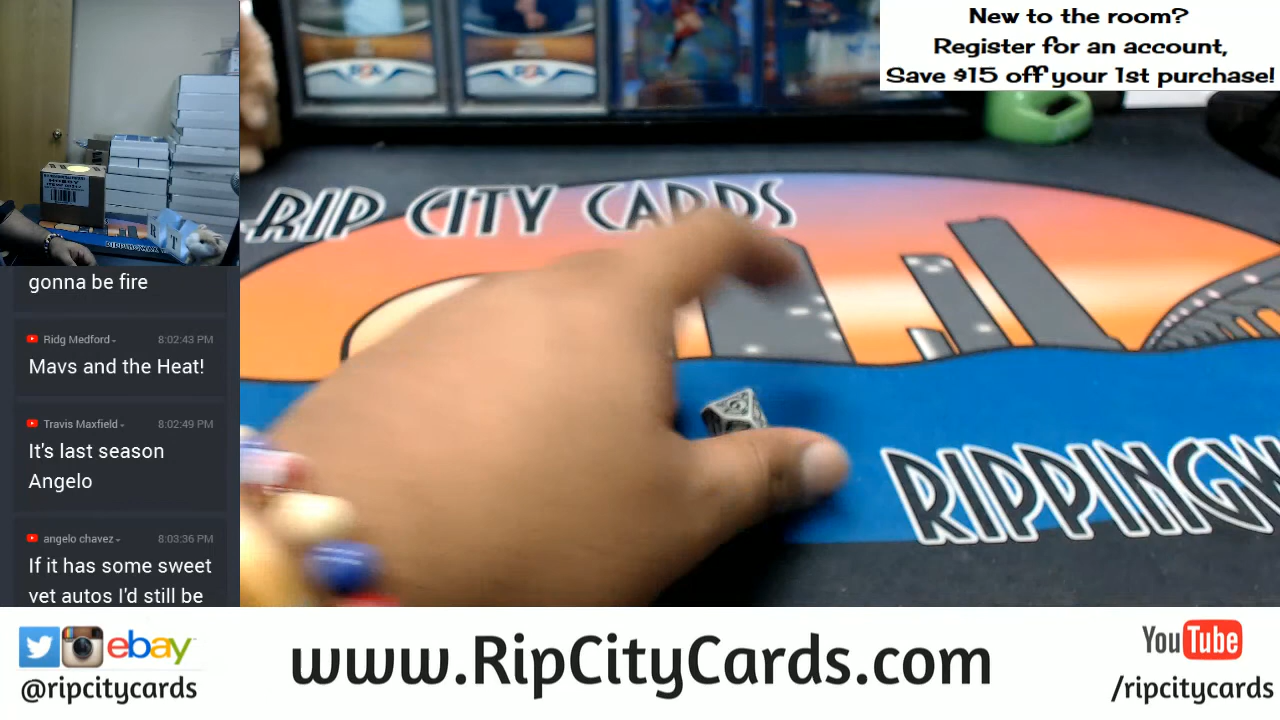 New to the room?
Register for an account,
Save $15 off your 1st purchase!
RIP CITY CARDS
gonna be fire
Ridg Medford
8:02:43 PM
Mavs and the Heat!
Travis Maxfield
8:02:49 PM
It's last season
Angelo
angelo chavez
8:03:36 PM
If it has some sweet
vet autos I'd still be
ebay
@ripcitycards
www.RipCityCards.com
YouTube
/ripcitycards